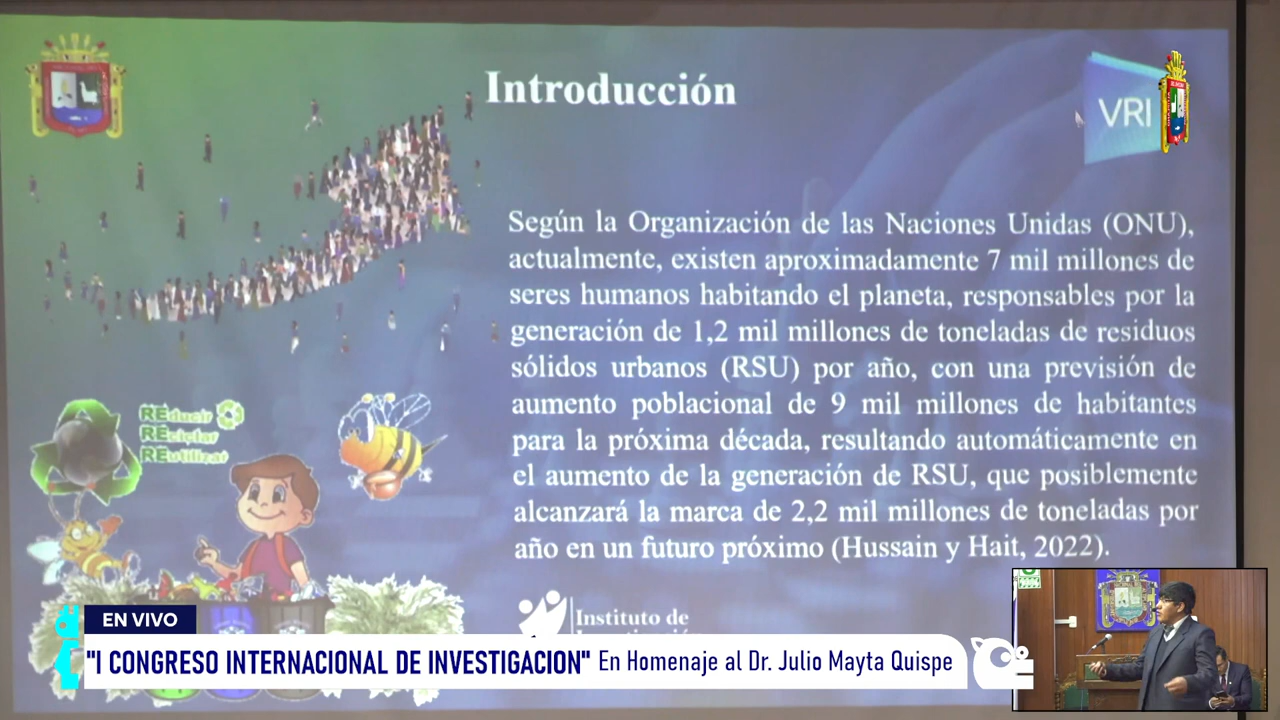 Introducción
VRI
Según la Organización de las Naciones Unidas (ONU),
actualmente, existen aproximadamente 7 mil millones de
seres humanos habitando el planeta, responsables por la
generación de 1,2 mil millones de toneladas de residuos
sólidos urbanos (RSU) por año, con una previsión de
aumento poblacional de 9 mil millones de habitantes
para la próxima década, resultando automáticamente en
el aumento de la generación de RSU, que posiblemente
alcanzará la marca de 2,2 mil millones de toneladas por
año en un futuro próximo (Hussain y Hait, 2022).
REducir
REciclar
REutilizar
Instituto de
EN VIVO
"I CONGRESO INTERNACIONAL DE INVESTIGACION" En Homenaje al Dr. Julio Mayta Quispe